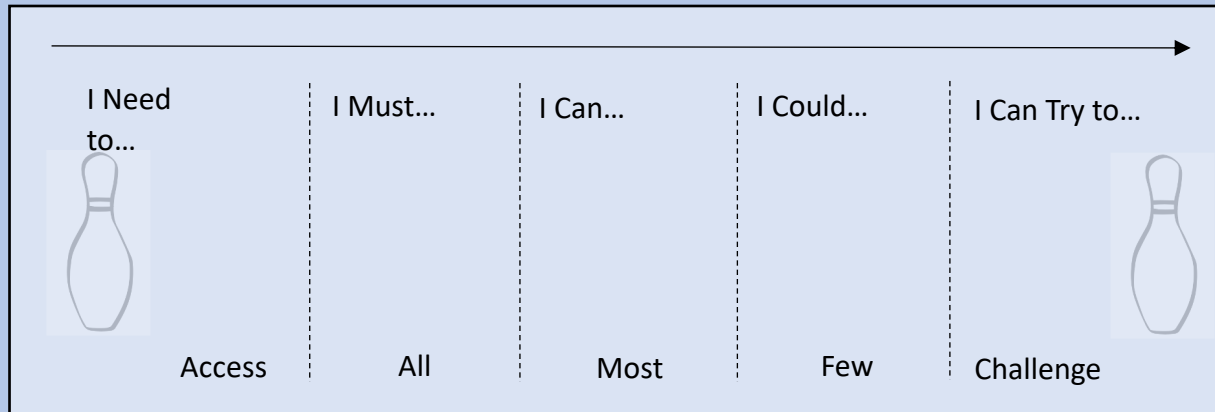 I Need
to…
I Must…
I Can…
I Could…
I Can Try to…
Access
All
Most
Few
Challenge